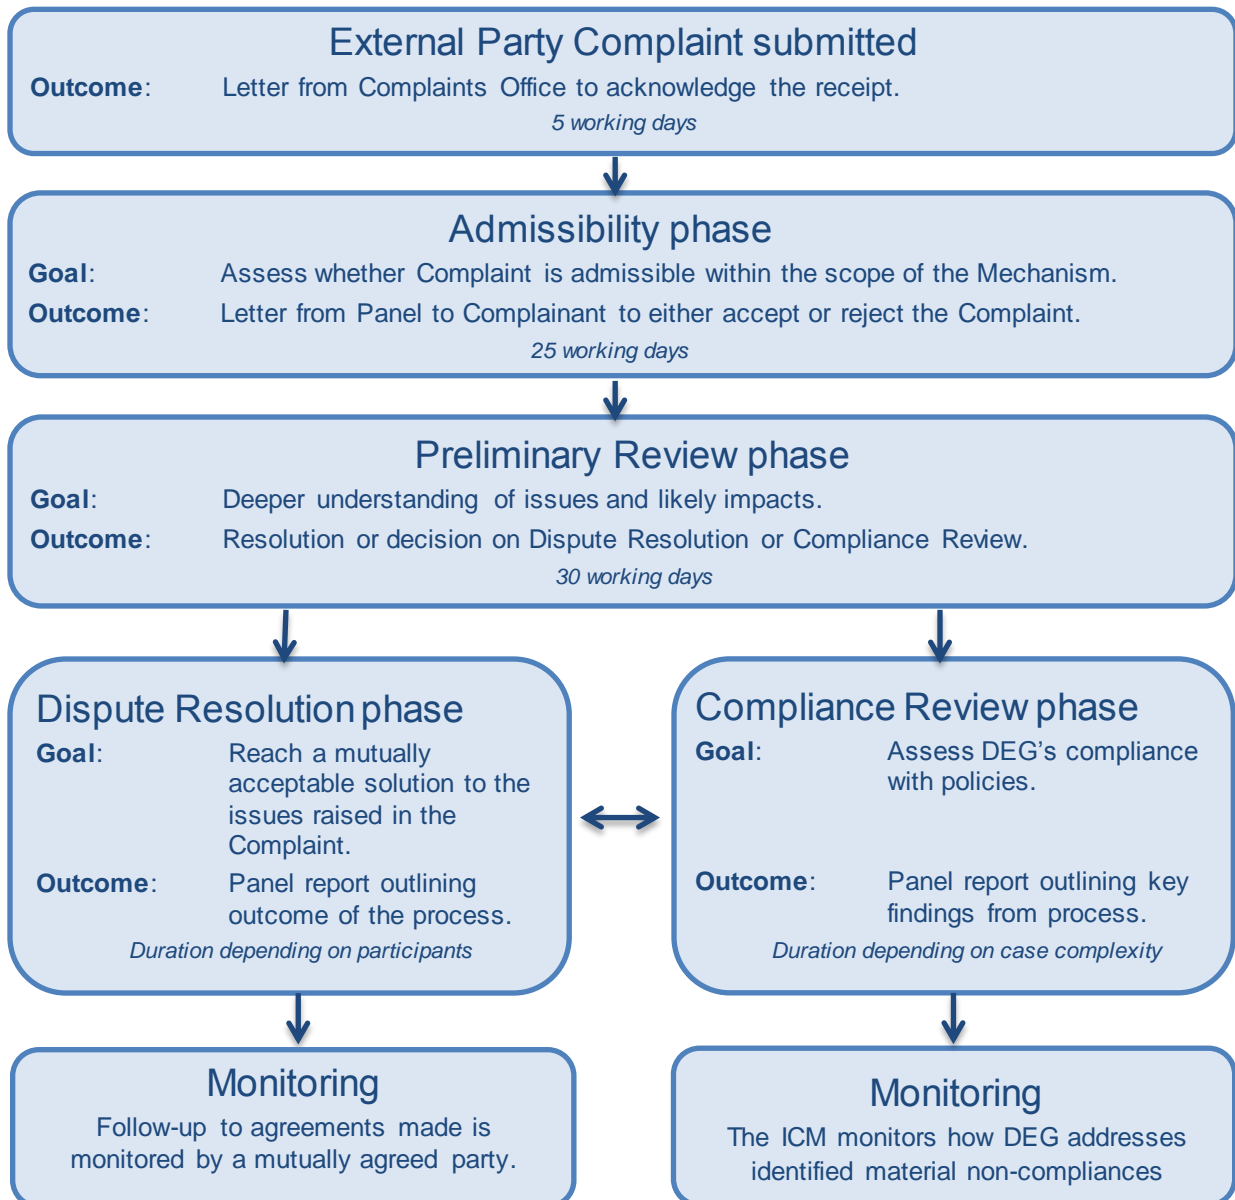 External Party Complaint submitted
Outcome: Letter from Complaints Office to acknowledge the receipt.
5 working days
Admissibility phase
Goal: Assess whether Complaint is admissible within the scope of the Mechanism.
Outcome: Letter from Panel to Complainant to either accept or reject the Complaint.
25 working days
Preliminary Review phase
Goal: Deeper understanding of issues and likely impacts.
Outcome: Resolution or decision on Dispute Resolution or Compliance Review.
30 working days
Dispute Resolution phase
Goal: Reach a mutually
acceptable solution to the
issues raised in the
Complaint.
Outcome: Panel report outlining
outcome of the process.
Duration depending on participants
Compliance Review phase
Goal: Assess DEG's compliance
with policies.
Outcome: Panel report outlining key
findings from process.
Duration depending on case complexity
Monitoring
Follow-up to agreements made is
monitored by a mutually agreed party.
Monitoring
The ICM monitors how DEG addresses
identified material non-compliances